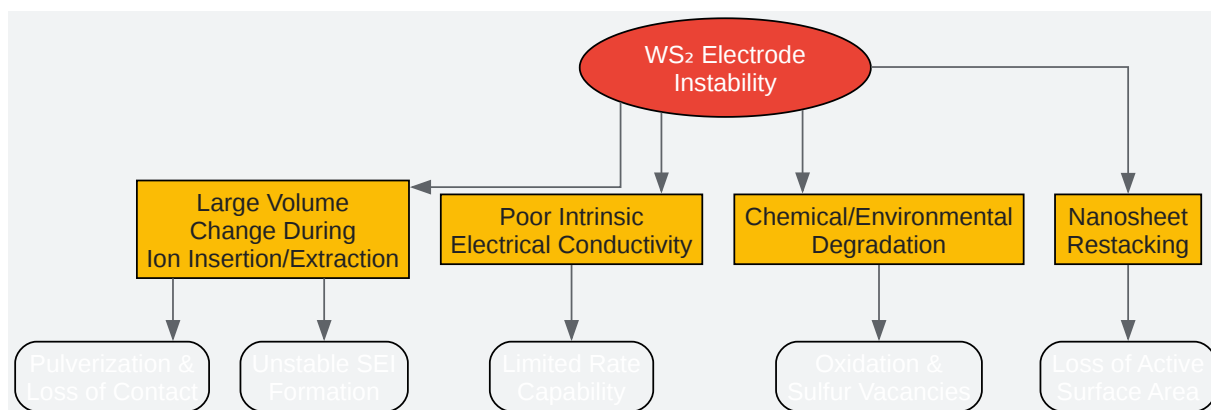 WS₂ Electrode
Instability
Large Volume
Change During
Ion Insertion/Extraction
Poor Intrinsic
Electrical Conductivity
Chemical/Environmental
Degradation
Nanosheet
Restacking
Pulverization &
Loss of Contact
Unstable SEI
Formation
Limited Rate
Capability
Oxidation &
Sulfur Vacancies
Loss of Active
Surface Area